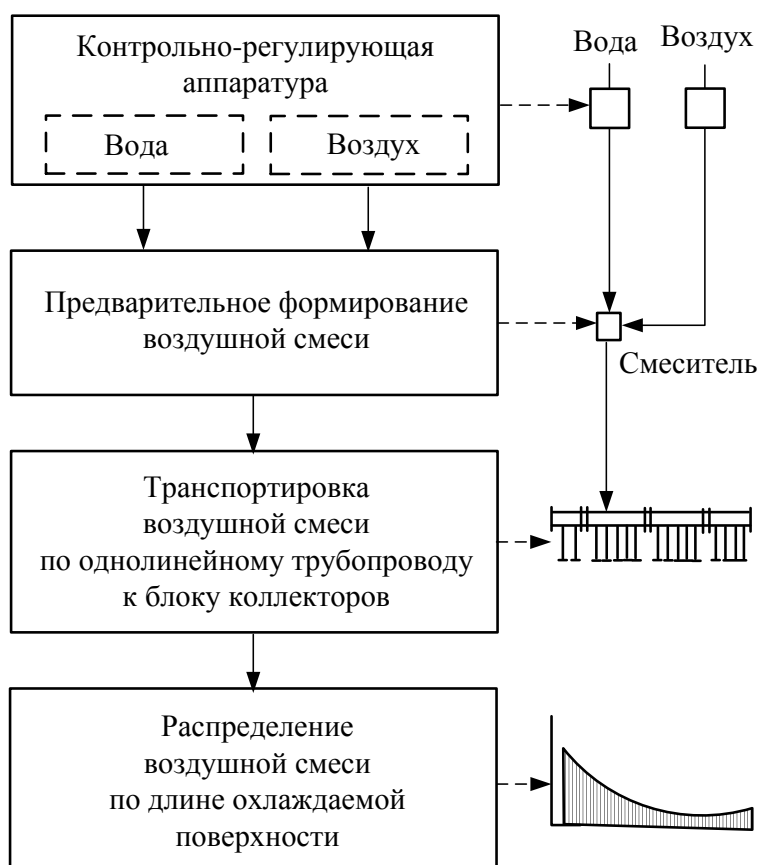 Контрольно-регулирующая
аппаратура
Вода
Воздух
Вода
Воздух
Предварительное формирование
воздушной смеси
Смеситель
Транспортировка
воздушной смеси
по однолинейному трубопроводу
к блоку коллекторов
Распределение
воздушной смеси
по длине охлаждаемой
поверхности